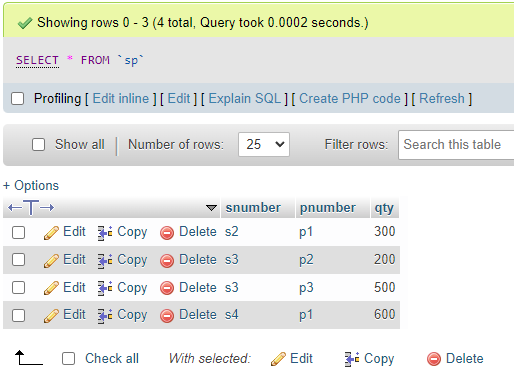 Showing rows 0 - 3 (4 total, Query took 0.0002 seconds.)
SELECT * FROM `sp`
Profiling [ Edit inline ] [ Edit ] [ Explain SQL ] [ Create PHP code ] [ Refresh ]
Show all | Number of rows: 25 Filter rows: Search this table
+ Options
←T→ snumber pnumber qty
Edit Copy Delete s2 p1 300
Edit Copy Delete s3 p2 200
Edit Copy Delete s3 p3 500
Edit Copy Delete s4 p1 600
Check all With selected: Edit Copy Delete